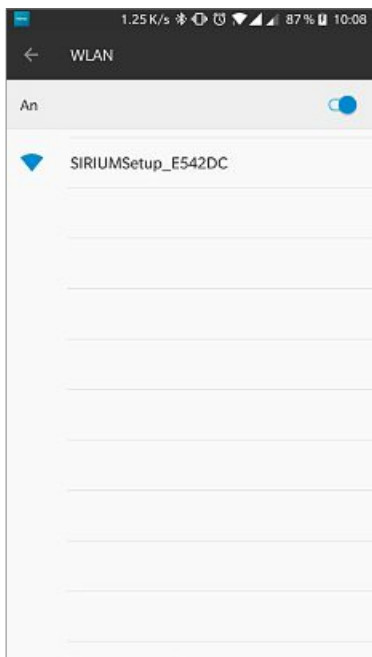 1.25 K/s 87 % 10:08
WLAN
An
SIRIUMSetup_E542DC